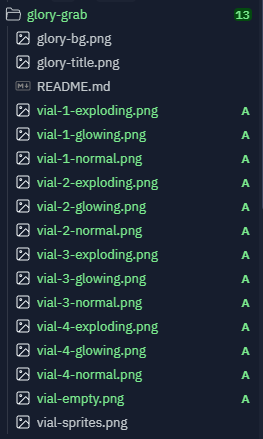 glory-grab 13
glory-bg.png
glory-title.png
README.md
vial-1-exploding.png A
vial-1-glowing.png A
vial-1-normal.png A
vial-2-exploding.png A
vial-2-glowing.png A
vial-2-normal.png A
vial-3-exploding.png A
vial-3-glowing.png A
vial-3-normal.png A
vial-4-exploding.png A
vial-4-glowing.png A
vial-4-normal.png A
vial-empty.png A
vial-sprites.png